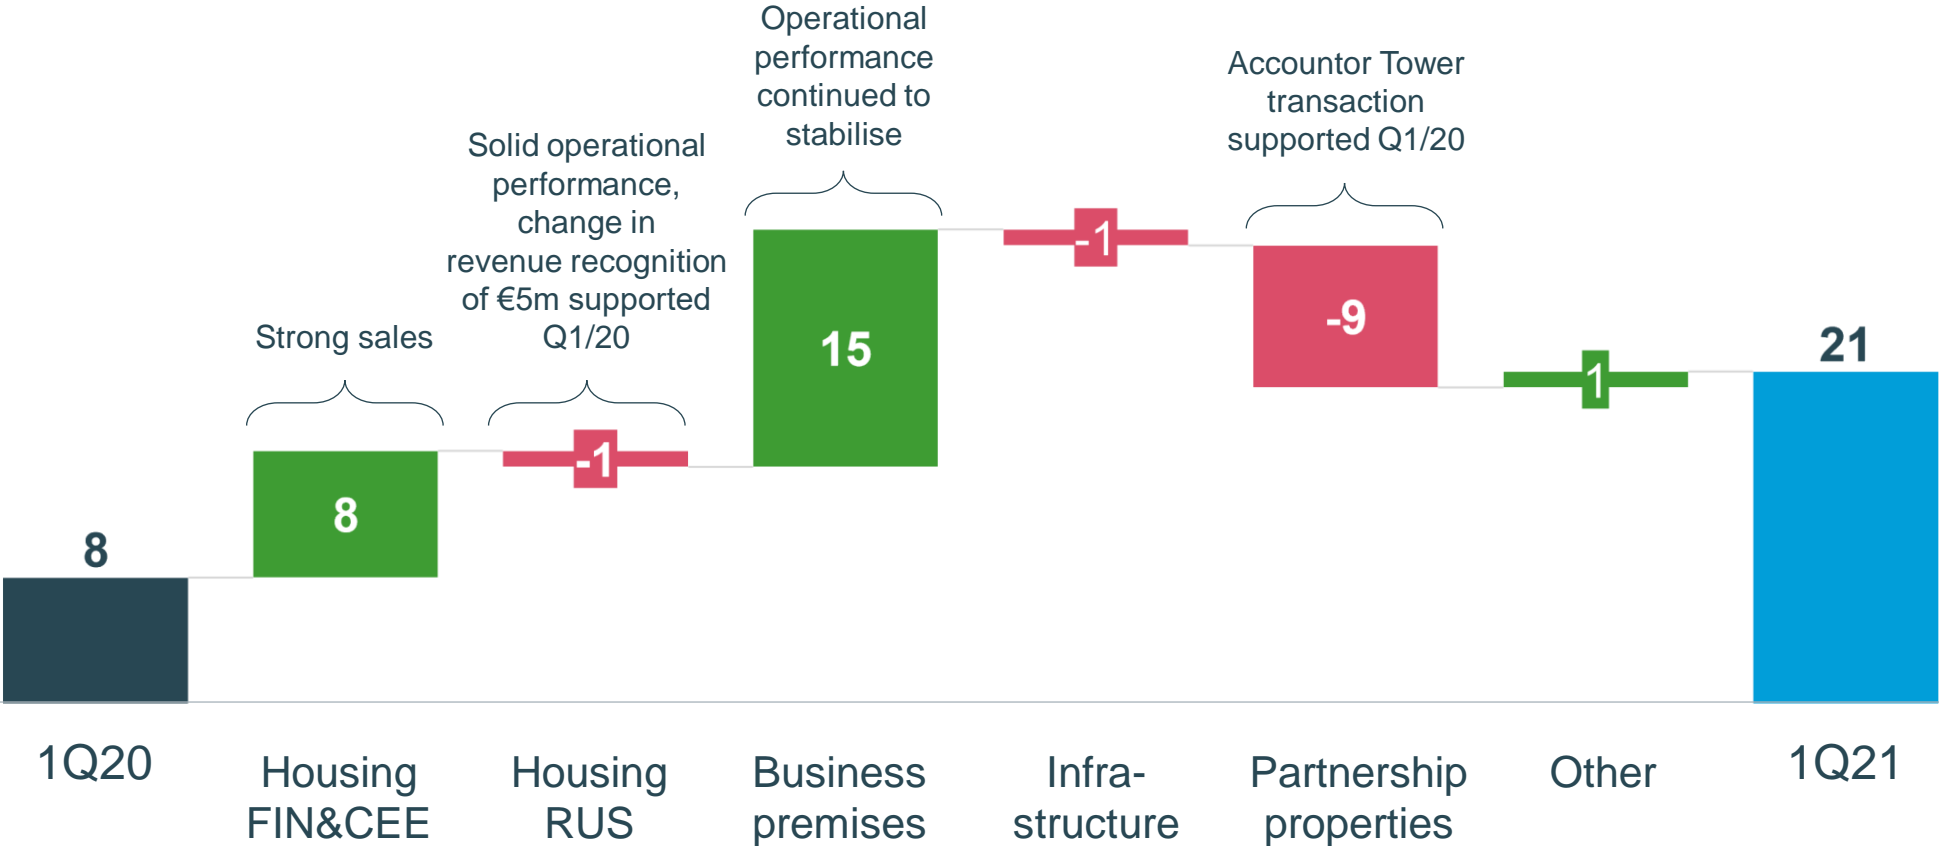 Operational
performance
continued to
stabilise
Accountor Tower
transaction
supported Q1/20
Solid operational
performance,
change in
revenue recognition
of €5m supported
Q1/20
Strong sales
8
8
-1
15
-1
-9
1
21
1Q20
Housing
FIN&CEE
Housing
RUS
Business
premises
Infra-
structure
Partnership
properties
Other
1Q21